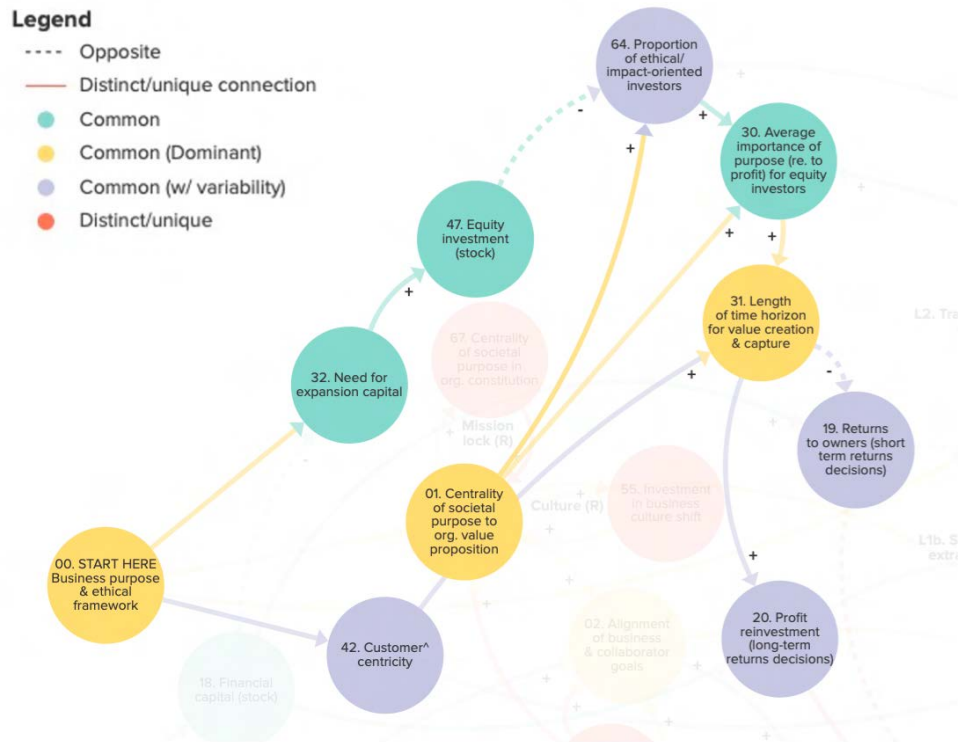 Legend
Opposite
Distinct/unique connection
Common
Common (Dominant)
Common (w/ variability)
Distinct/unique
64. Proportion
of ethical/
impact-oriented
investors
-
+
+
30. Average
importance of
purpose (re. to
profit) for equity
investors
47. Equity
investment
(stock)
+
+
+
31. Length
of time horizon
for value creation
& capture
L2. Tra
67. Centrality
of societal
purpose in
org. constitution
32. Need for
expansion capital
+
-
19. Returns
to owners (short
term returns
decisions)
+
Mission
lock (R)
-
01. Centrality
of societal
purpose to
org. value
proposition
+
Culture (R)
+
55. Investment
in business
culture shift
L1b. S
extra
00. START HERE
Business purpose
& ethical
framework
+
+
+
20. Profit
reinvestment
(long-term
returns decisions)
02. Alignment
of business
& collaborator
goals
42. Customer^
centricity
18. Financial
capital (stock)
+
+